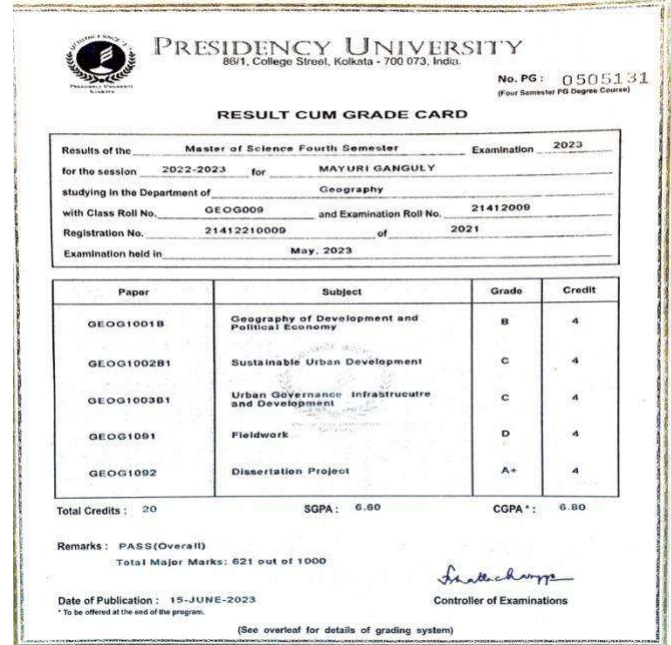 PRESIDENCY UNIVERSITY
86/1, College Street, Kolkata - 700 073, India.
PRESIDENCY UNIVERSITY
KOLKATA
No. PG : 0505131
(Four Semester PG Degree Course)
RESULT CUM GRADE CARD
Results of the Master of Science Fourth Semester Examination 2023
for the session 2022-2023 for MAYURI GANGULY
studying in the Department of Geography
with Class Roll No. GEOG009 and Examination Roll No. 21412009
Registration No. 21412210009 of 2021
Examination held in May, 2023
Paper Subject Grade Credit
GEOG1001B Geography of Development and Political Economy B 4
GEOG1002B1 Sustainable Urban Development C 4
GEOG1003B1 Urban Governance Infrastrucutre and Development C 4
GEOG1091 Fieldwork D 4
GEOG1092 Dissertation Project A+ 4
Total Credits : 20 SGPA : 6.60 CGPA * : 6.80
Remarks : PASS(Overall)
Total Major Marks: 621 out of 1000
Date of Publication : 15-JUNE-2023 Controller of Examinations
* To be offered at the end of the program.
(See overleaf for details of grading system)